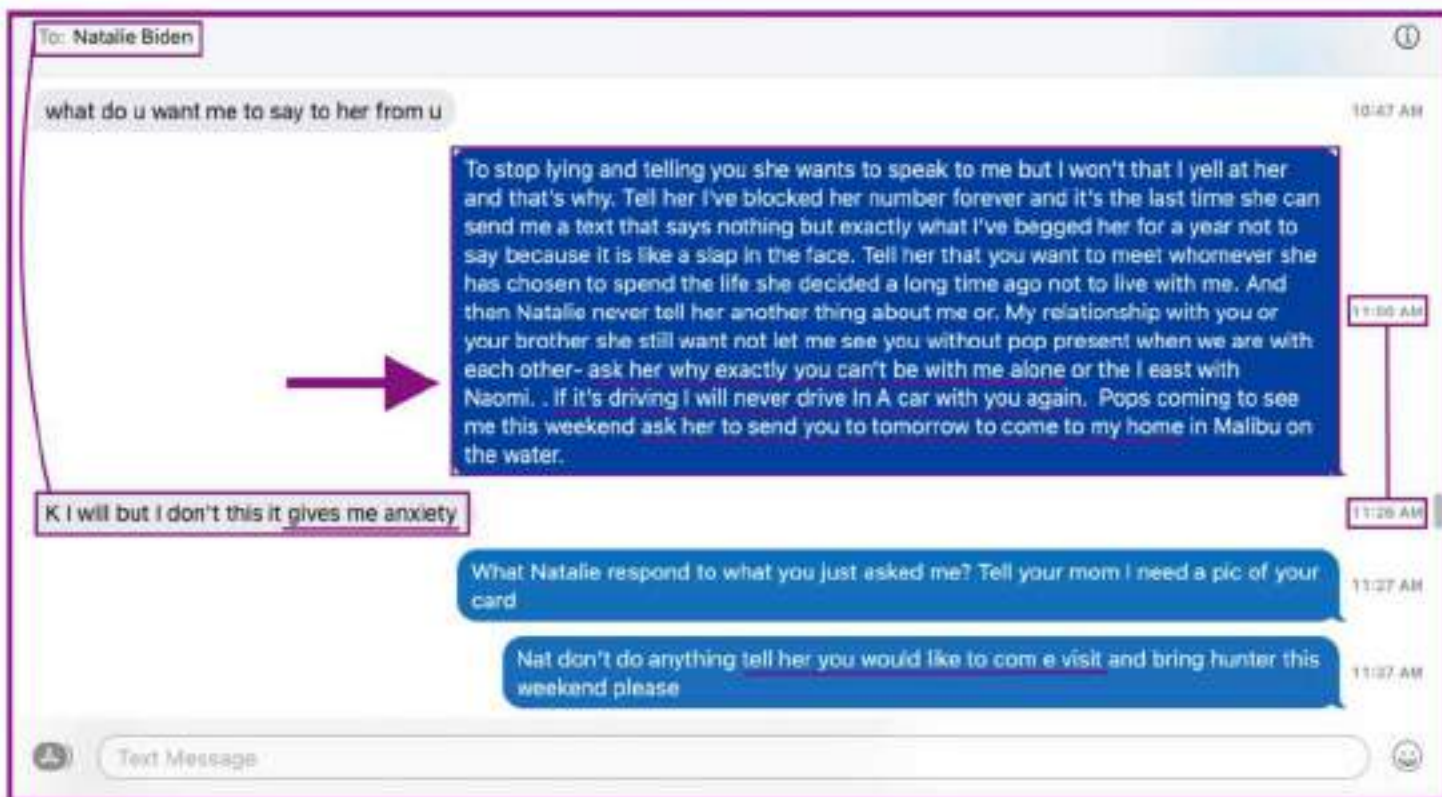 To: Natalie Biden
what do u want me to say to her from u
10:47 AM
To stop lying and telling you she wants to speak to me but I won't that I yell at her
and that's why. Tell her I've blocked her number forever and it's the last time she can
send me a text that says nothing but exactly what I've begged her for a year not to
say because it is like a slap in the face. Tell her that you want to meet whomever she
has chosen to spend the life she decided a long time ago not to live with me. And
then Natalie never tell her another thing about me or. My relationship with you or
your brother she still want not let me see you without pop present when we are with
each other- ask her why exactly you can't be with me alone or the l east with
Naomi. . If it's driving I will never drive In A car with you again. Pops coming to see
me this weekend ask her to send you to tomorrow to come to my home in Malibu on
the water.
AM
K I will but I don't this it gives me anxiety
11:26 AM
What Natalie respond to what you just asked me? Tell your mom I need a pic of your
card
11:37 AM
Nat don't do anything tell her you would like to com e visit and bring hunter this
weekend please
11:37 AM
Text Message